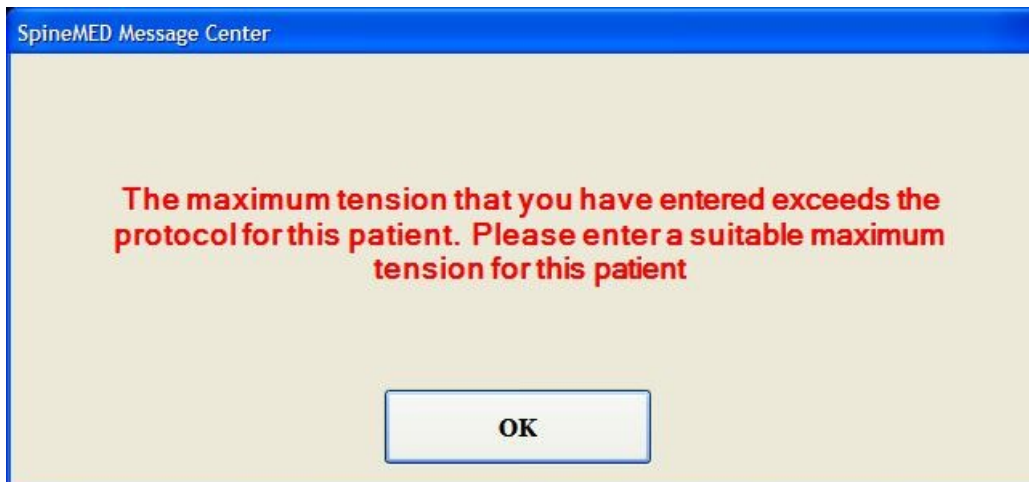 SpineMED Message Center
The maximum tension that you have entered exceeds the
protocol for this patient. Please enter a suitable maximum
tension for this patient
OK